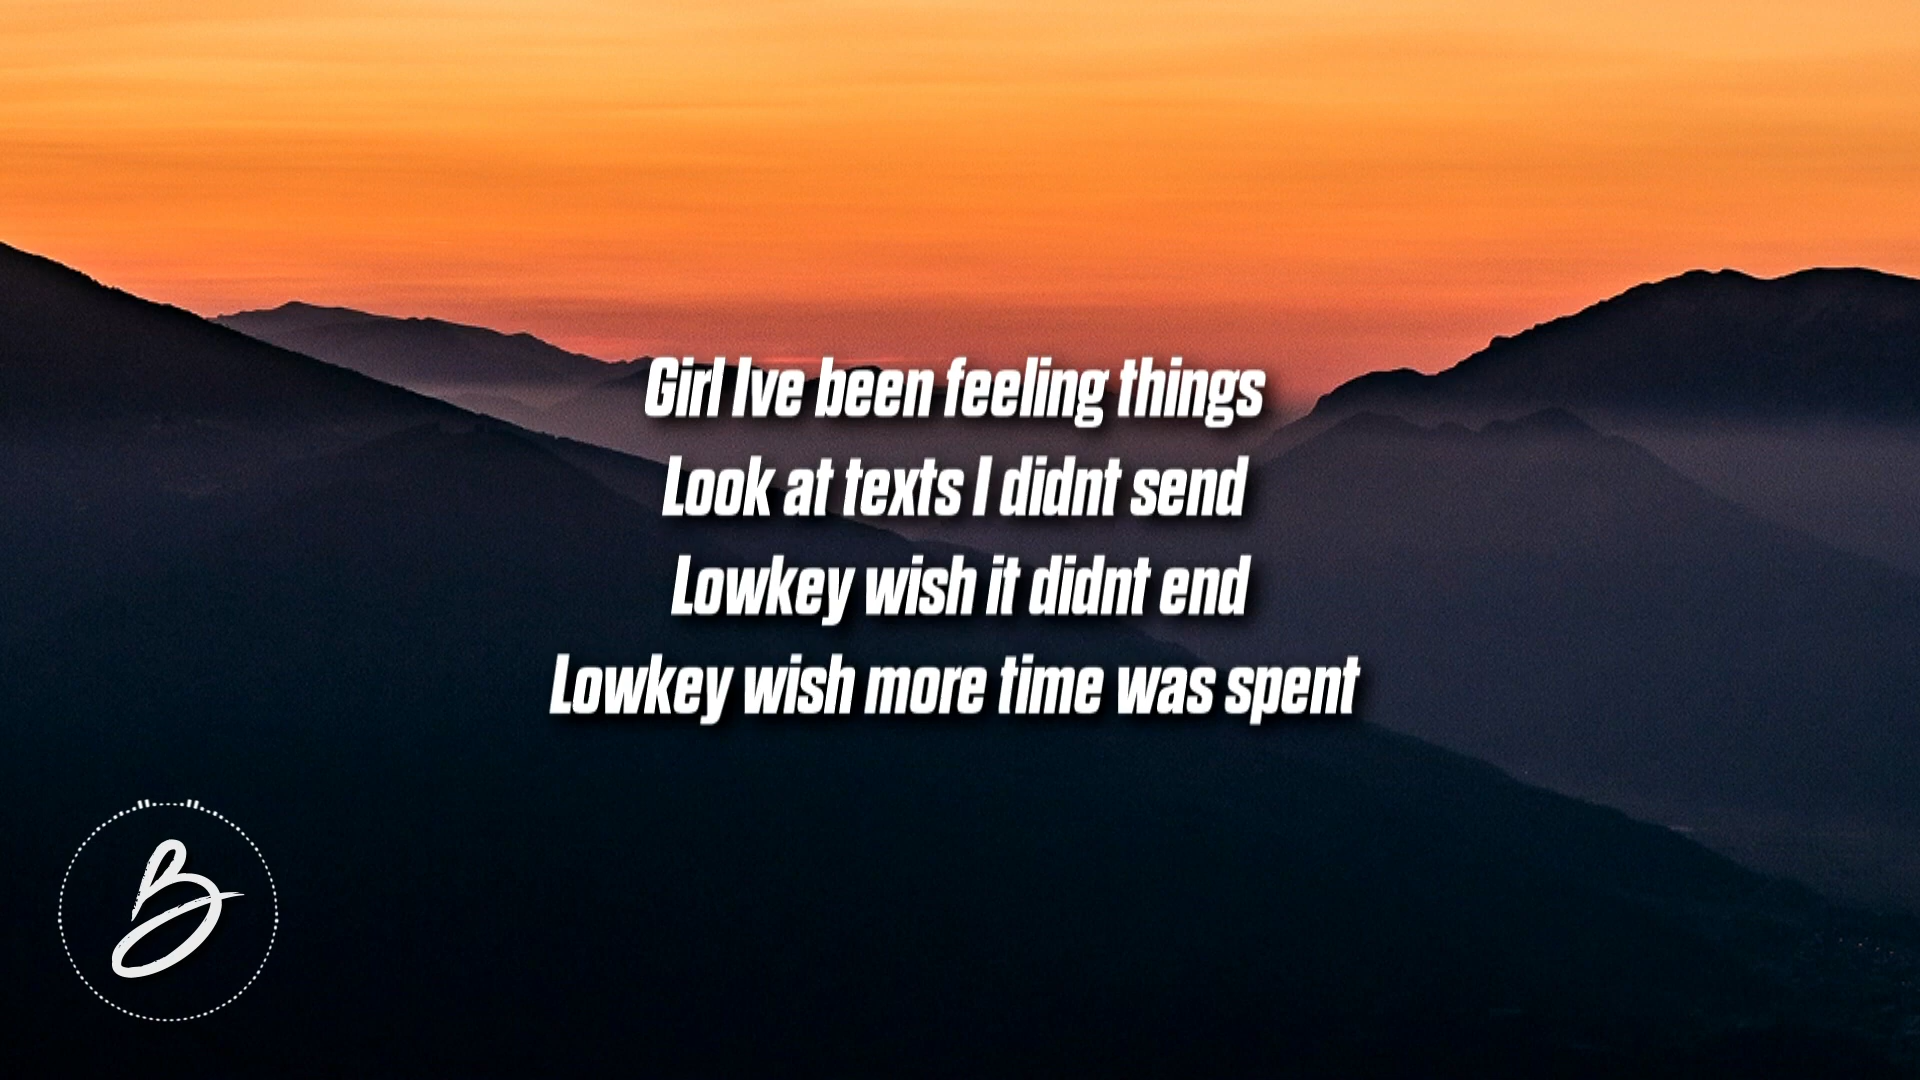 Girl Ive been feeling things
Look at texts I didnt send
Lowkey wish it didnt end
Lowkey wish more time was spent
B